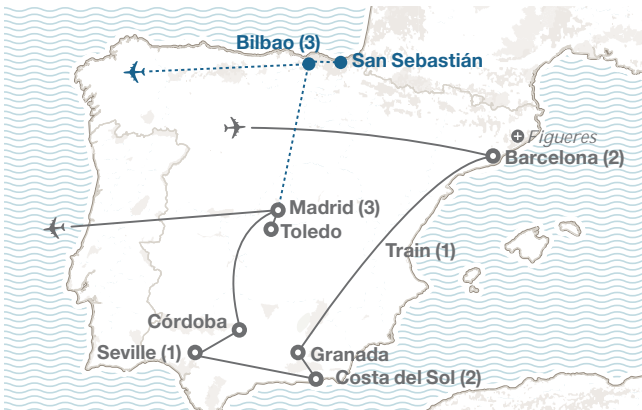 Bilbao (3)
San Sebastián
Figueres
Barcelona (2)
Madrid (3)
Toledo
Train (1)
Córdoba
Seville (1)
Granada
Costa del Sol (2)